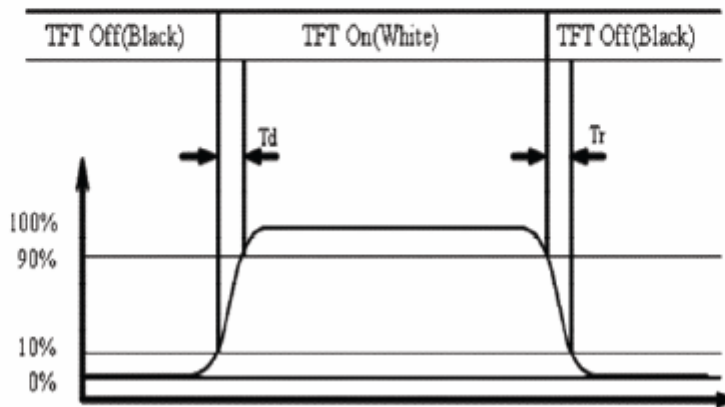 TFT Off(Black) TFT On(White) TFT Off(Black)
Td Tr
100%
90%
10%
0%